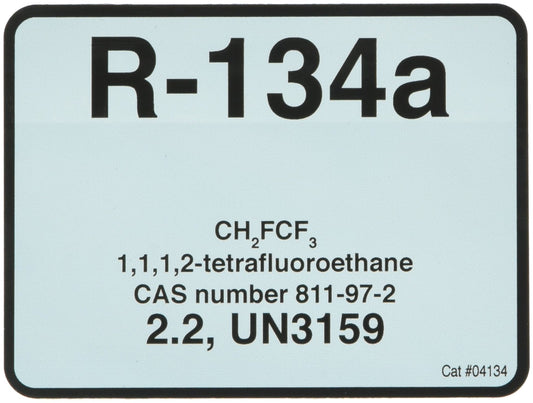 R-134a
CH₂FCF₃
1,1,1,2-tetrafluoroethane
CAS number 811-97-2
2.2, UN3159
Cat #04134